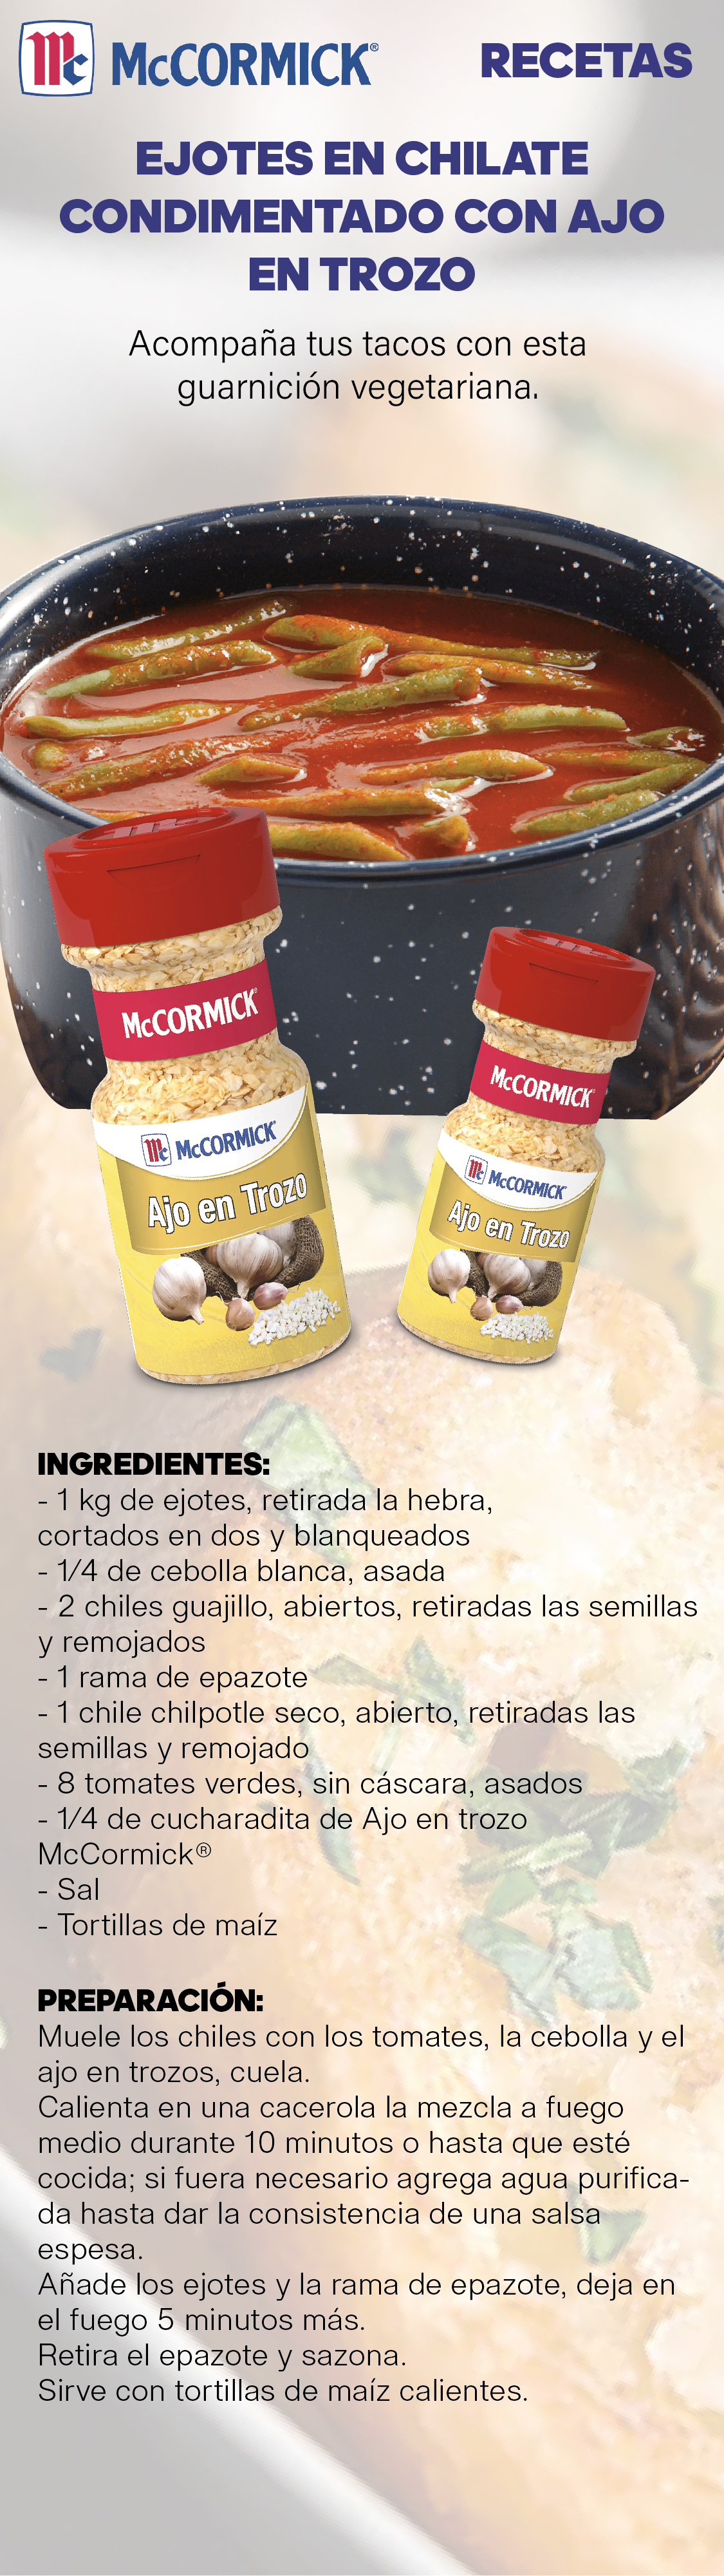 Mc McCORMICK® RECETAS
EJOTES EN CHILATE
CONDIMENTADO CON AJO
EN TROZO
Acompaña tus tacos con esta
guarnición vegetariana.
McCORMICK®
Mc McCORMICK®
Ajo en Trozo
McCORMICK®
Mc McCORMICK®
Ajo en Trozo
INGREDIENTES:
- 1 kg de ejotes, retirada la hebra,
cortados en dos y blanqueados
- 1/4 de cebolla blanca, asada
- 2 chiles guajillo, abiertos, retiradas las semillas
y remojados
- 1 rama de epazote
- 1 chile chilpotle seco, abierto, retiradas las
semillas y remojado
- 8 tomates verdes, sin cáscara, asados
- 1/4 de cucharadita de Ajo en trozo
McCormick®
- Sal
- Tortillas de maíz
PREPARACIÓN:
Muele los chiles con los tomates, la cebolla y el
ajo en trozos, cuela.
Calienta en una cacerola la mezcla a fuego
medio durante 10 minutos o hasta que esté
cocida; si fuera necesario agrega agua purifica-
da hasta dar la consistencia de una salsa
espesa.
Añade los ejotes y la rama de epazote, deja en
el fuego 5 minutos más.
Retira el epazote y sazona.
Sirve con tortillas de maíz calientes.